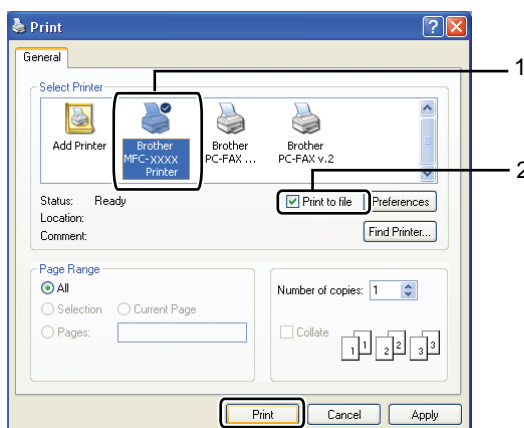 Print
General
1
Select Printer
Add Printer
Brother MFC-XXXX Printer
Brother PC-FAX ...
Brother PC-FAX v.2
2
Status: Ready
Print to file
Preferences
Location:
Comment:
Find Printer...
Page Range
All
Selection
Current Page
Pages:
Number of copies: 1
Collate
1 1 2 2 3 3
Print
Cancel
Apply